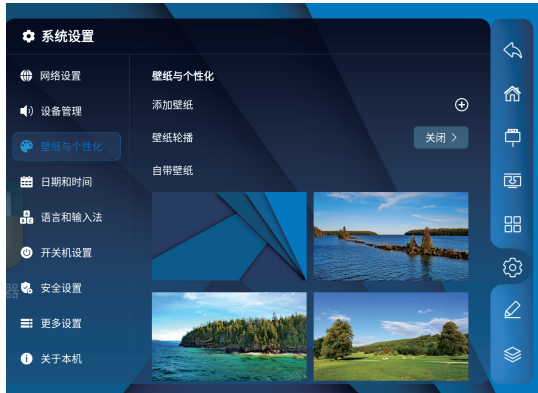 系统设置
网络设置
设备管理
壁纸与个性化
日期和时间
语言和输入法
开关机设置
安全设置
更多设置
关于本机
壁纸与个性化
添加壁纸
壁纸轮播
关闭 >
自带壁纸
器